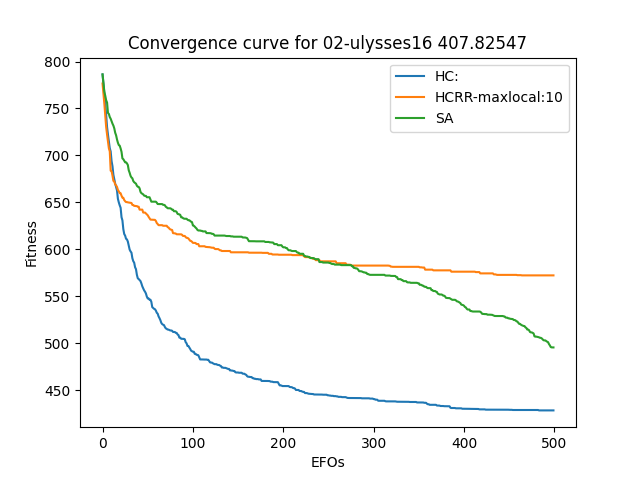 Convergence curve for 02-ulysses16 407.82547
HC:
HCRR-maxlocal:10
SA
800
750
700
650
600
550
500
450
Fitness
0 100 200 300 400 500
EFOs